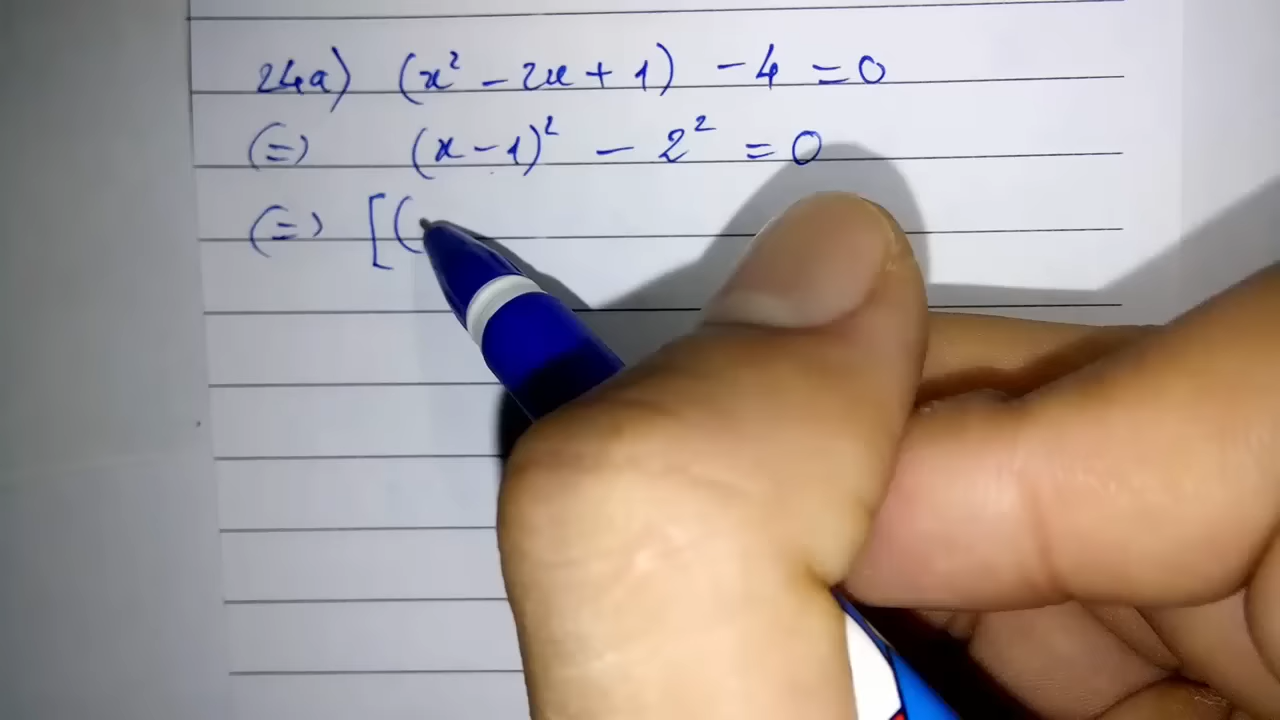 24a) (x² - 2x + 1) - 4 = 0
(=) (x - 1)² - 2² = 0
(=) [(